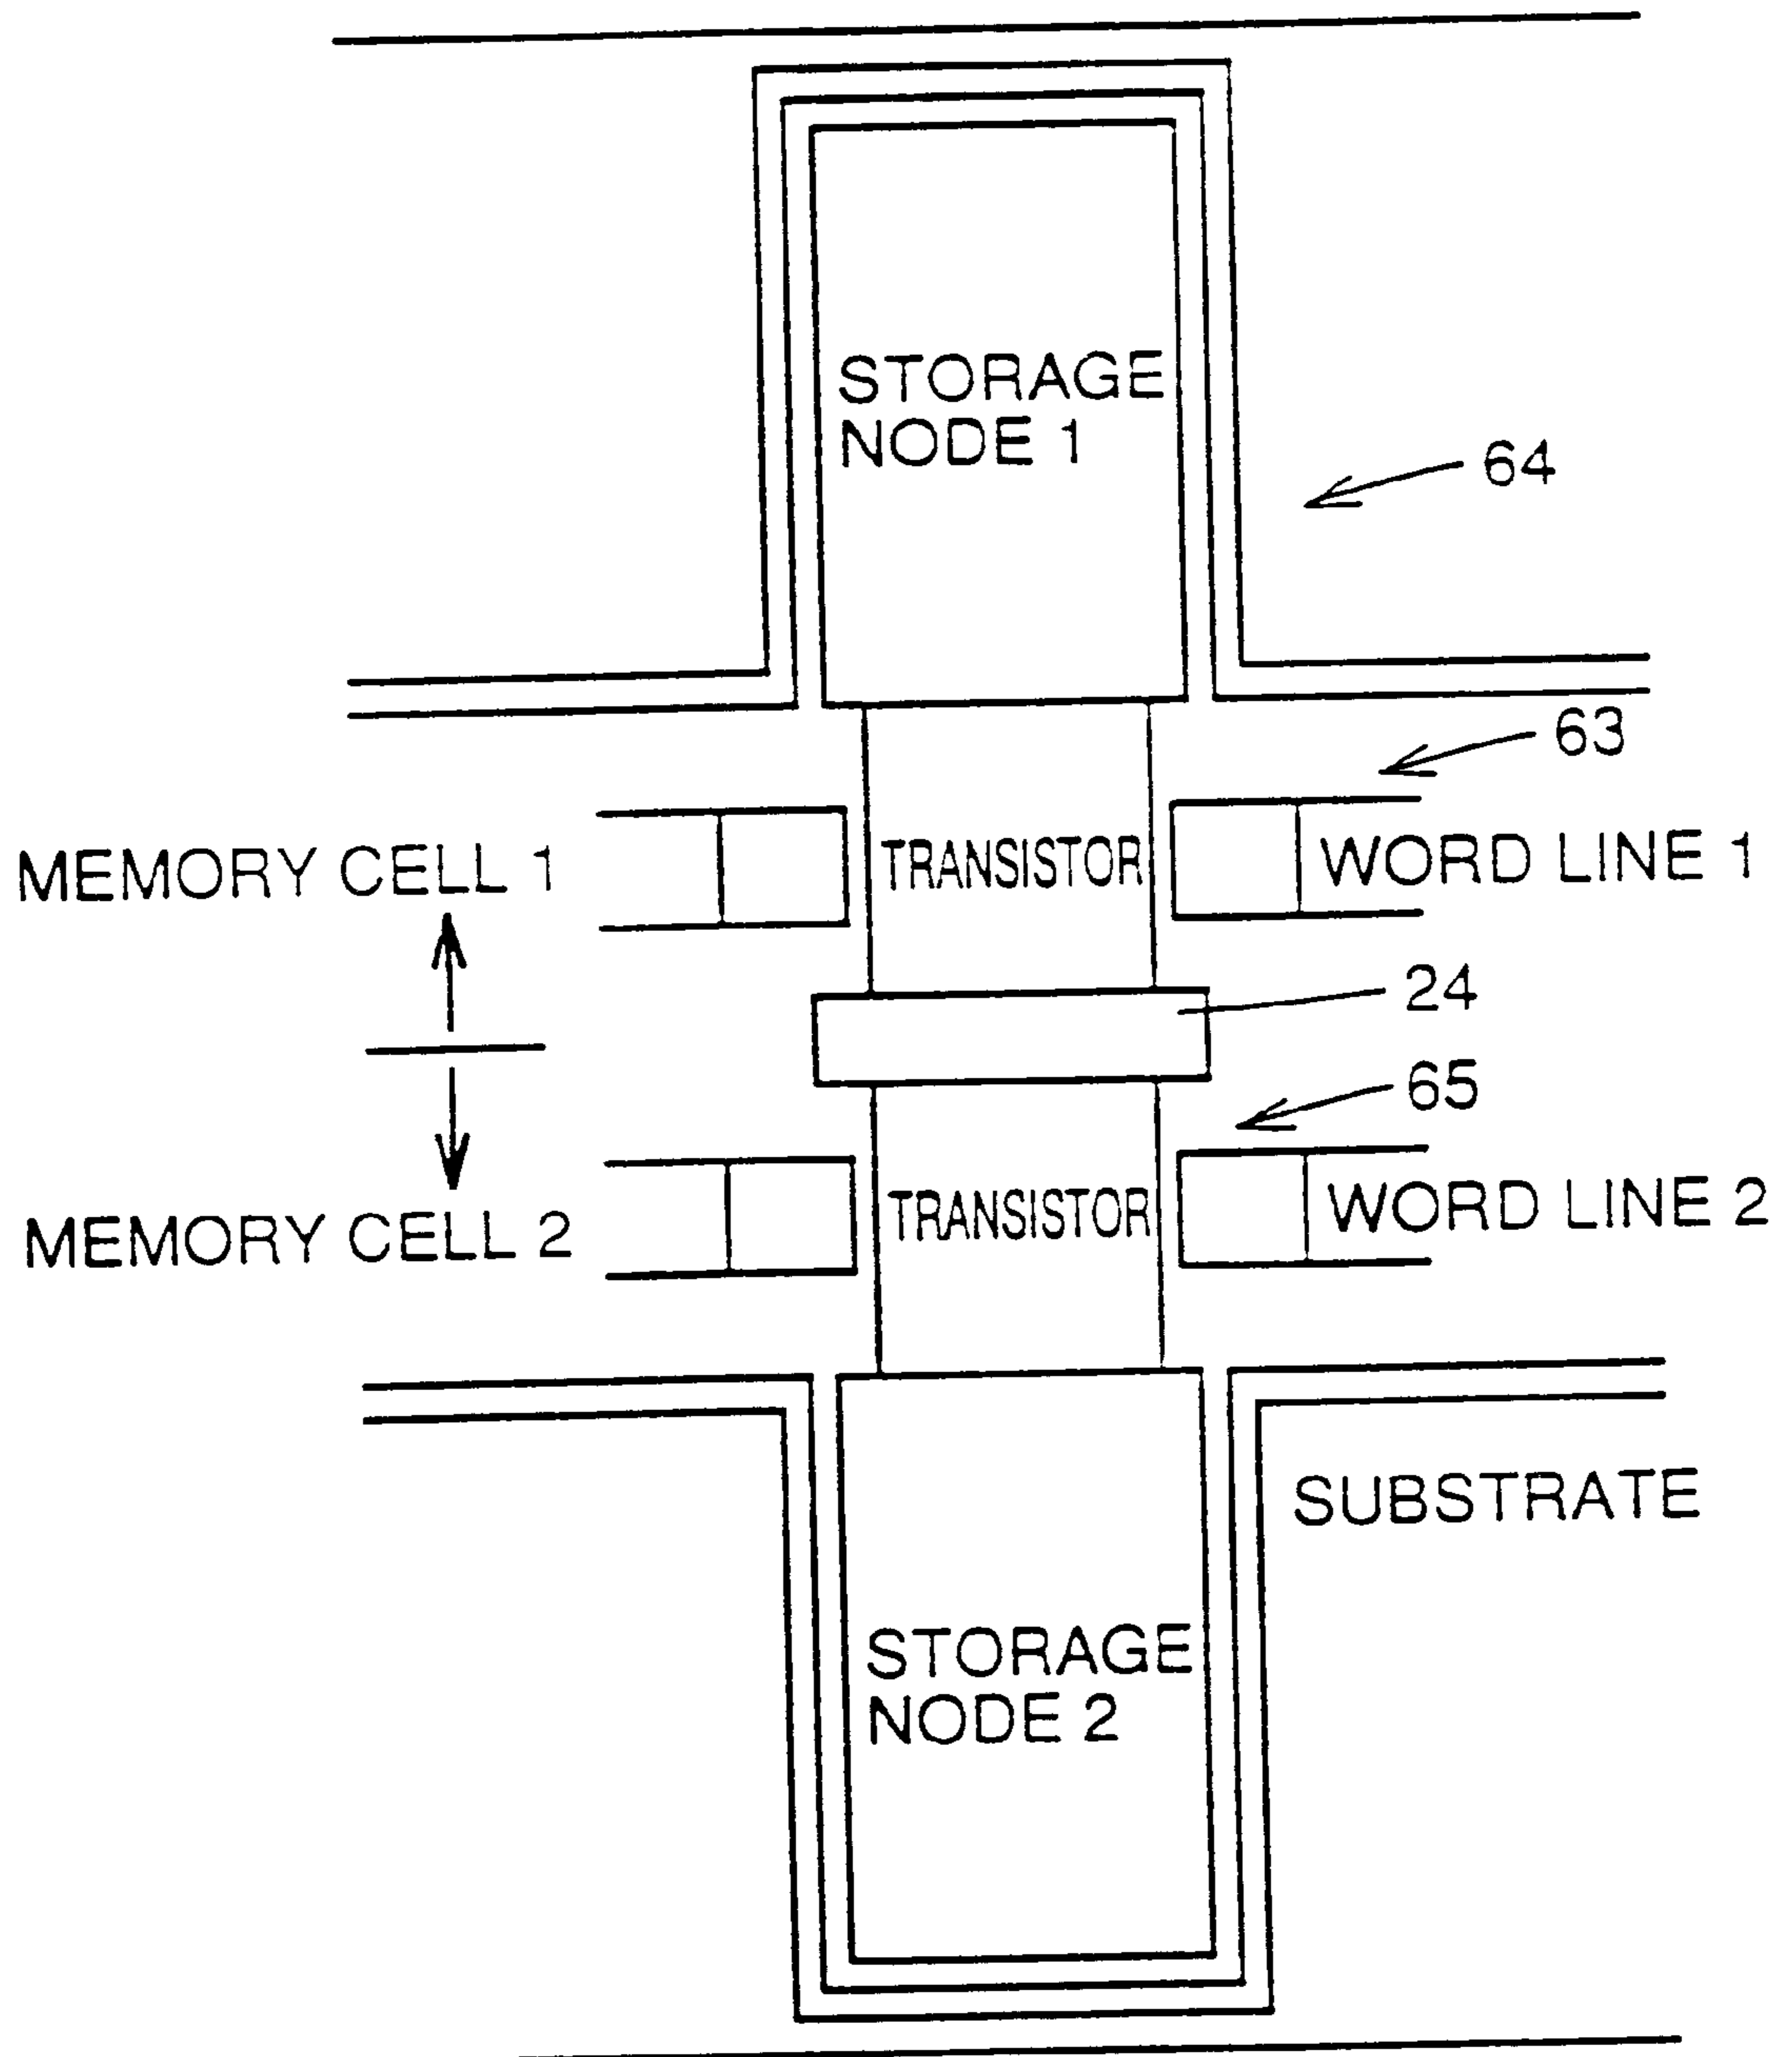 STORAGE
NODE 1
64
63
MEMORY CELL 1
TRANSISTOR
WORD LINE 1
24
65
MEMORY CELL 2
TRANSISTOR
WORD LINE 2
SUBSTRATE
STORAGE
NODE 2